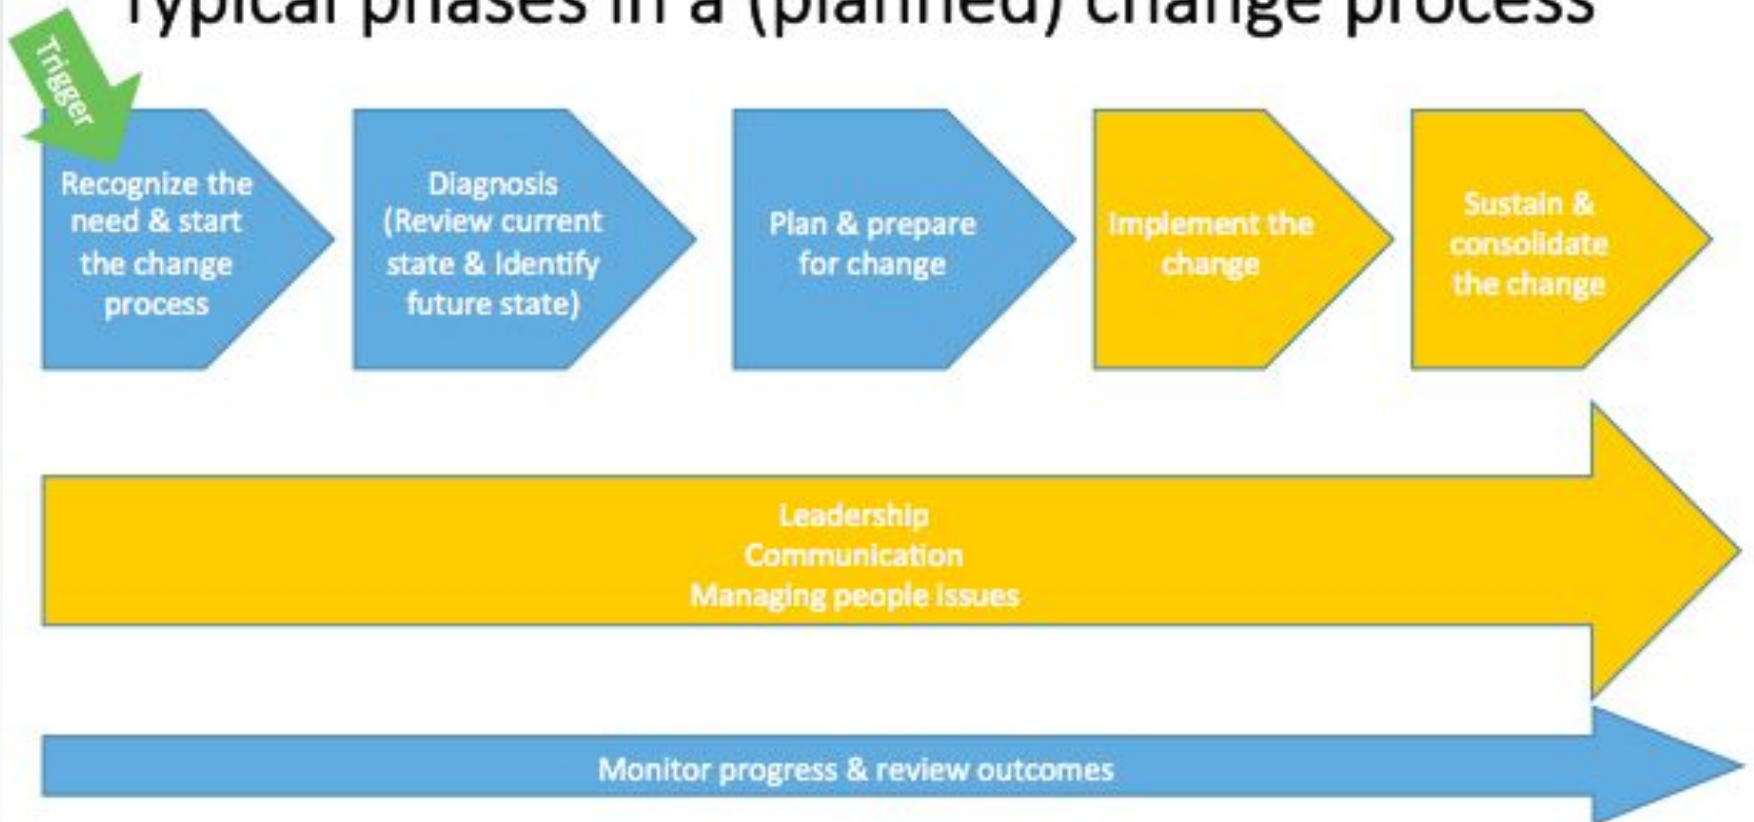 Typical phases in a (planned) change process
Trigger
Recognize the
need & start
the change
process
Diagnosis
(Review current
state & Identify
future state)
Plan & prepare
for change
Implement the
change
Sustain &
consolidate
the change
Leadership
Communication
Managing people issues
Monitor progress & review outcomes